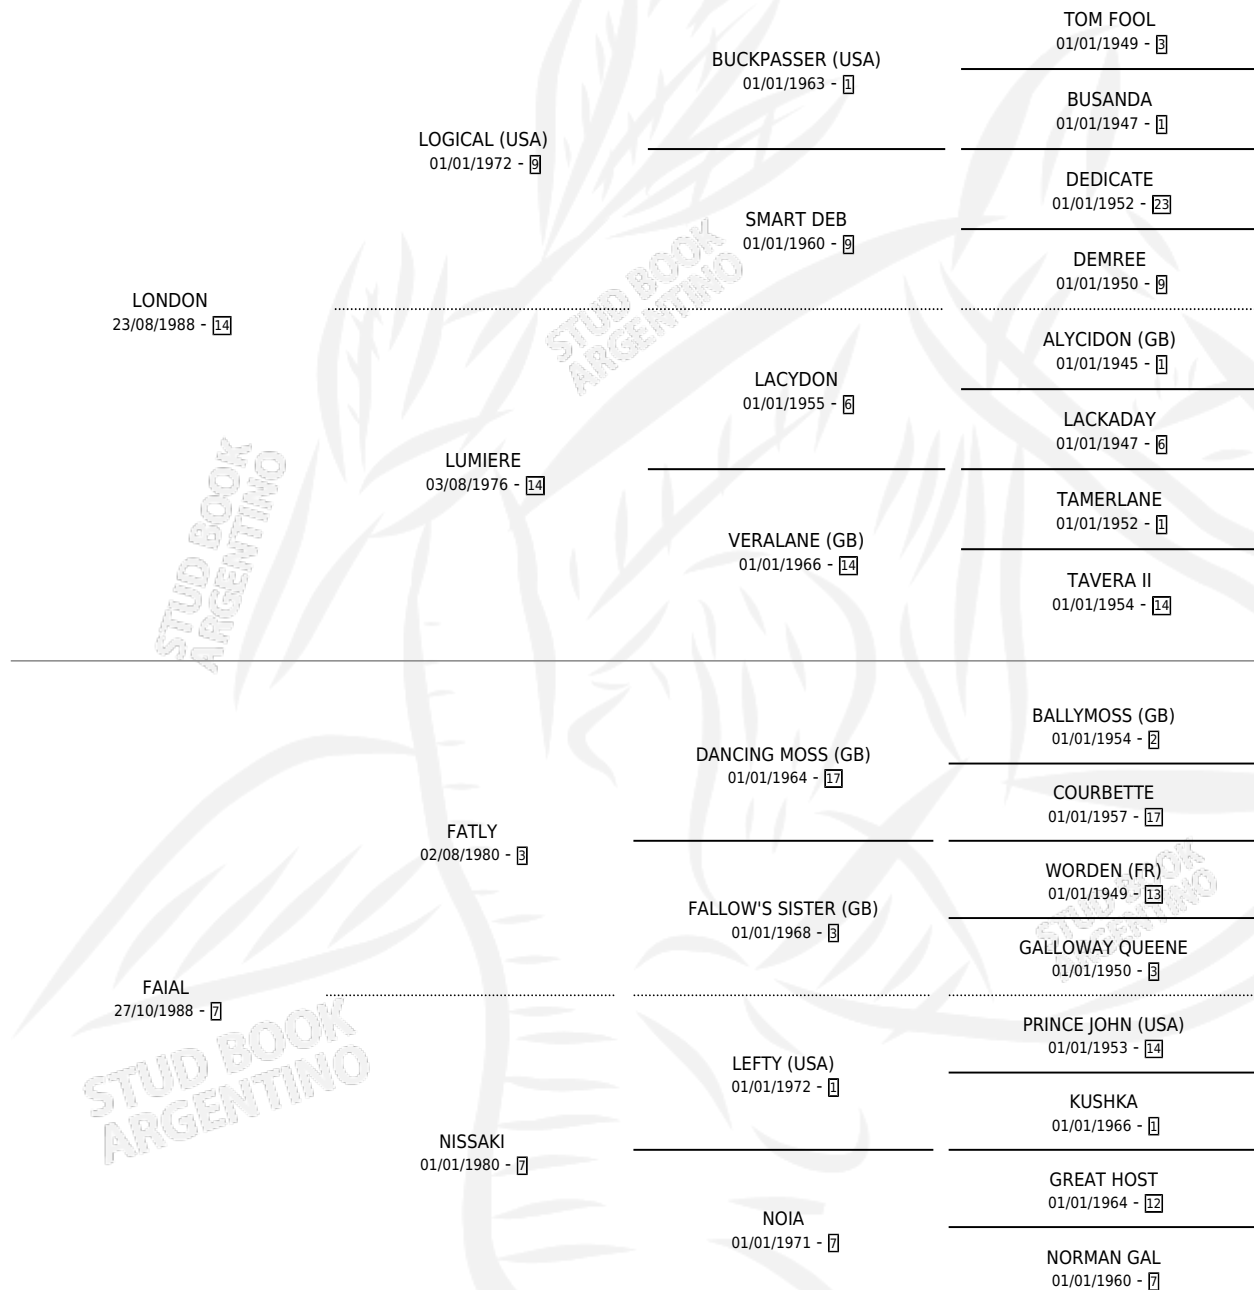 TOM FOOL
01/01/1949 - 3
BUCKPASSER (USA)
01/01/1963 - 1
BUSANDA
01/01/1947 - 1
LOGICAL (USA)
01/01/1972 - 9
DEDICATE
01/01/1952 - 23
SMART DEB
01/01/1960 - 9
DEMREE
01/01/1950 - 9
LONDON
23/08/1988 - 14
ALYCIDON (GB)
01/01/1945 - 1
LACYDON
01/01/1955 - 6
LACKADAY
01/01/1947 - 6
LUMIERE
03/08/1976 - 14
TAMERLANE
01/01/1952 - 1
VERALANE (GB)
01/01/1966 - 14
TAVERA II
01/01/1954 - 14
BALLYMOSS (GB)
01/01/1954 - 2
DANCING MOSS (GB)
01/01/1964 - 17
COURBETTE
01/01/1957 - 17
FATLY
02/08/1980 - 3
WORDEN (FR)
01/01/1949 - 13
FALLOW'S SISTER (GB)
01/01/1968 - 3
GALLOWAY QUEENE
01/01/1950 - 3
FAIAL
27/10/1988 - 7
PRINCE JOHN (USA)
01/01/1953 - 14
LEFTY (USA)
01/01/1972 - 1
KUSHKA
01/01/1966 - 1
NISSAKI
01/01/1980 - 7
GREAT HOST
01/01/1964 - 12
NOIA
01/01/1971 - 7
NORMAN GAL
01/01/1960 - 7
STUD BOOK
ARGENTINO
STUD BOOK
ARGENTINO
STUD BOOK
ARGENTINO
STUD BOOK
ARGENTINO